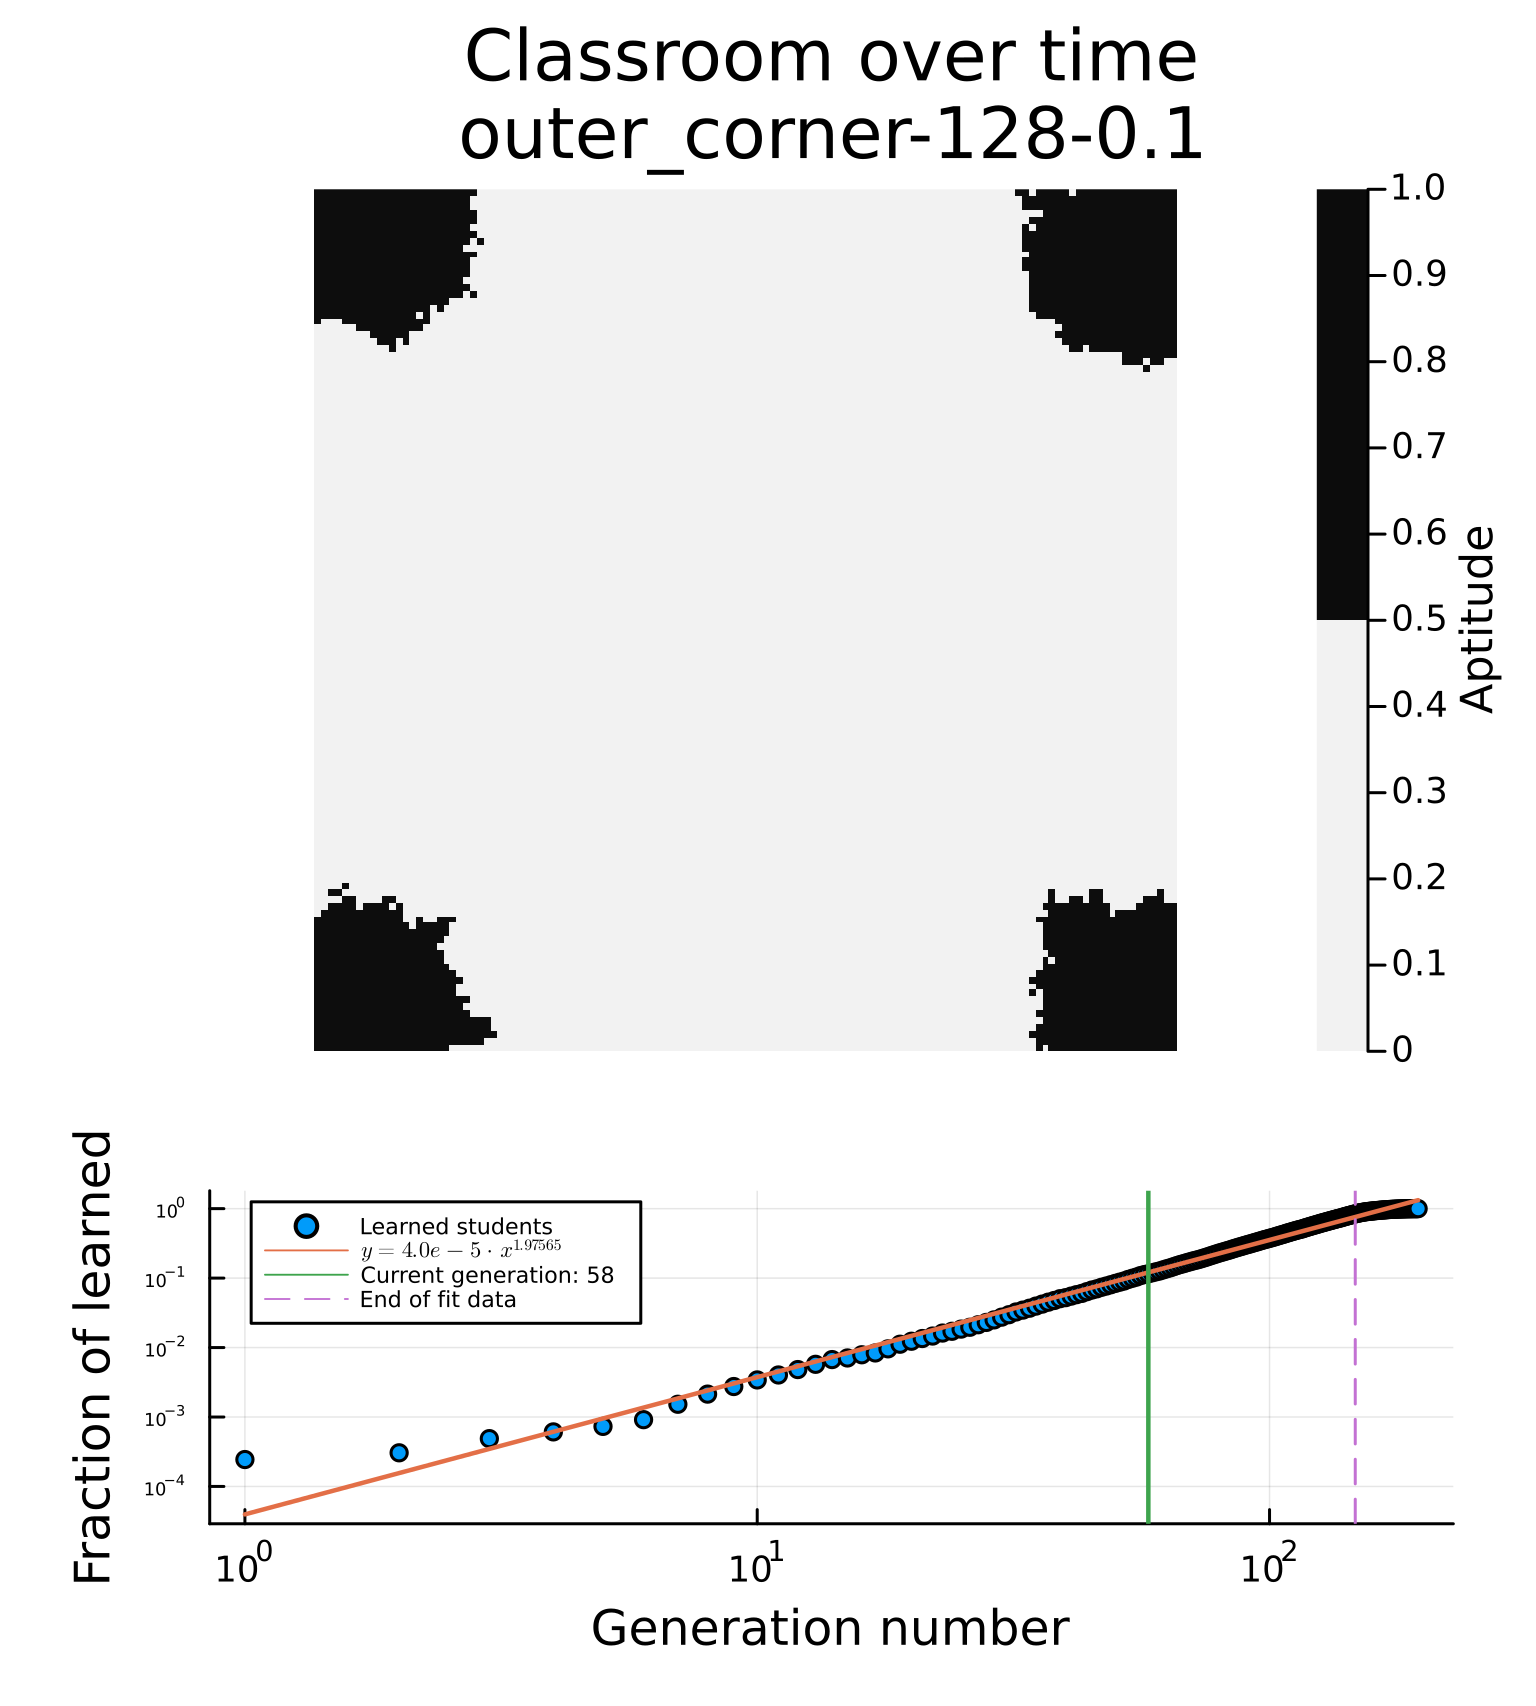 Classroom over time
outer_corner-128-0.1
1.0
0.9
0.8
0.7
0.6
0.5
0.4
0.3
0.2
0.1
0
Aptitude
Fraction of learned
10⁰
10⁻¹
10⁻²
10⁻³
10⁻⁴
Learned students
y = 4.0e − 5 · x^1.97565
Current generation: 58
End of fit data
10⁰
10¹
10²
Generation number